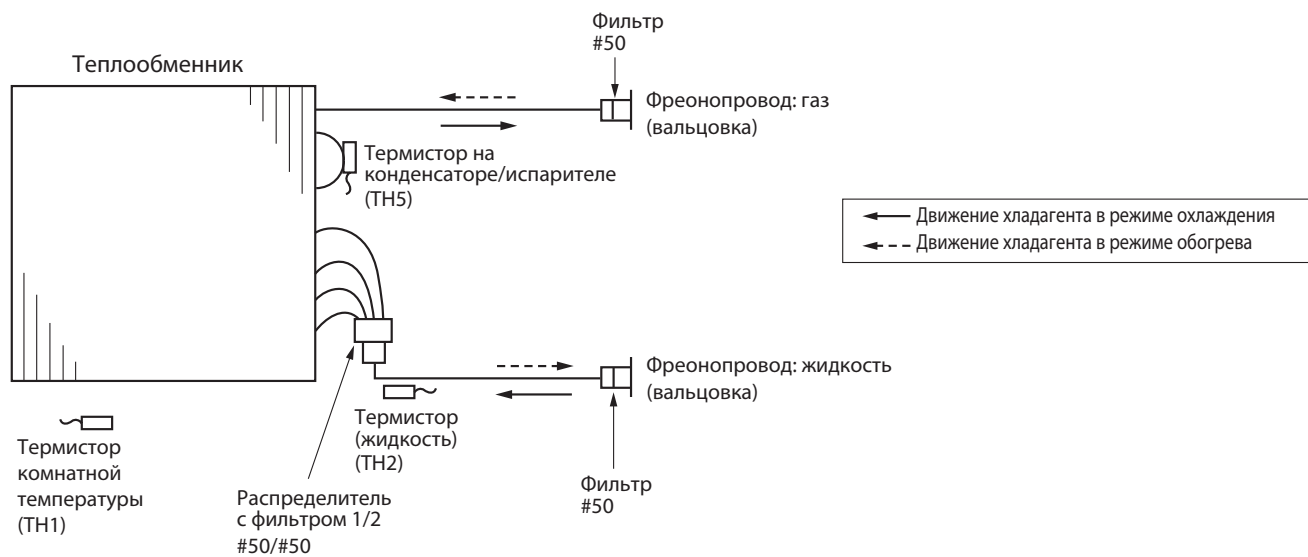 Фильтр
#50
Теплообменник
Фреонопровод: газ
(вальцовка)
Термистор на
конденсаторе/испарителе
(TH5)
Движение хладагента в режиме охлаждения
Движение хладагента в режиме обогрева
Фреонопровод: жидкость
(вальцовка)
Термистор
(жидкость)
(TH2)
Термистор
комнатной
температуры
(TH1)
Распределитель
с фильтром 1/2
#50/#50
Фильтр
#50